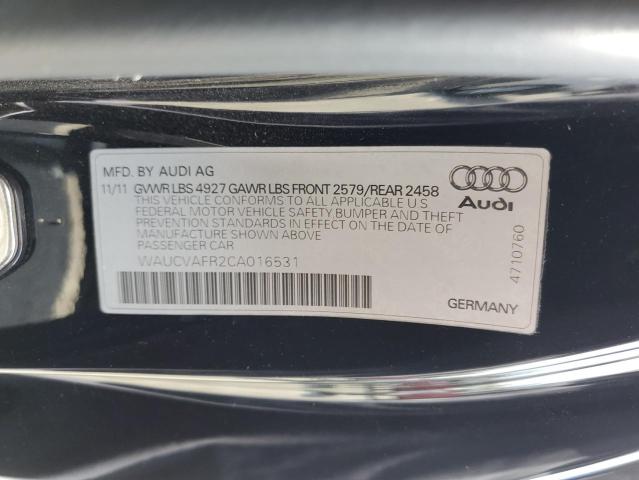 MFD. BY AUDI AG
11/11 GVWR LBS 4927 GAWR LBS FRONT 2579/REAR 2458
THIS VEHICLE CONFORMS TO ALL APPLICABLE U S
FEDERAL MOTOR VEHICLE SAFETY, BUMPER AND THEFT
PREVENTION STANDARDS IN EFFECT ON THE DATE OF
MANUFACTURE SHOWN ABOVE
PASSENGER CAR
WAUCVAFR2CA016531
Audi
4710760
GERMANY